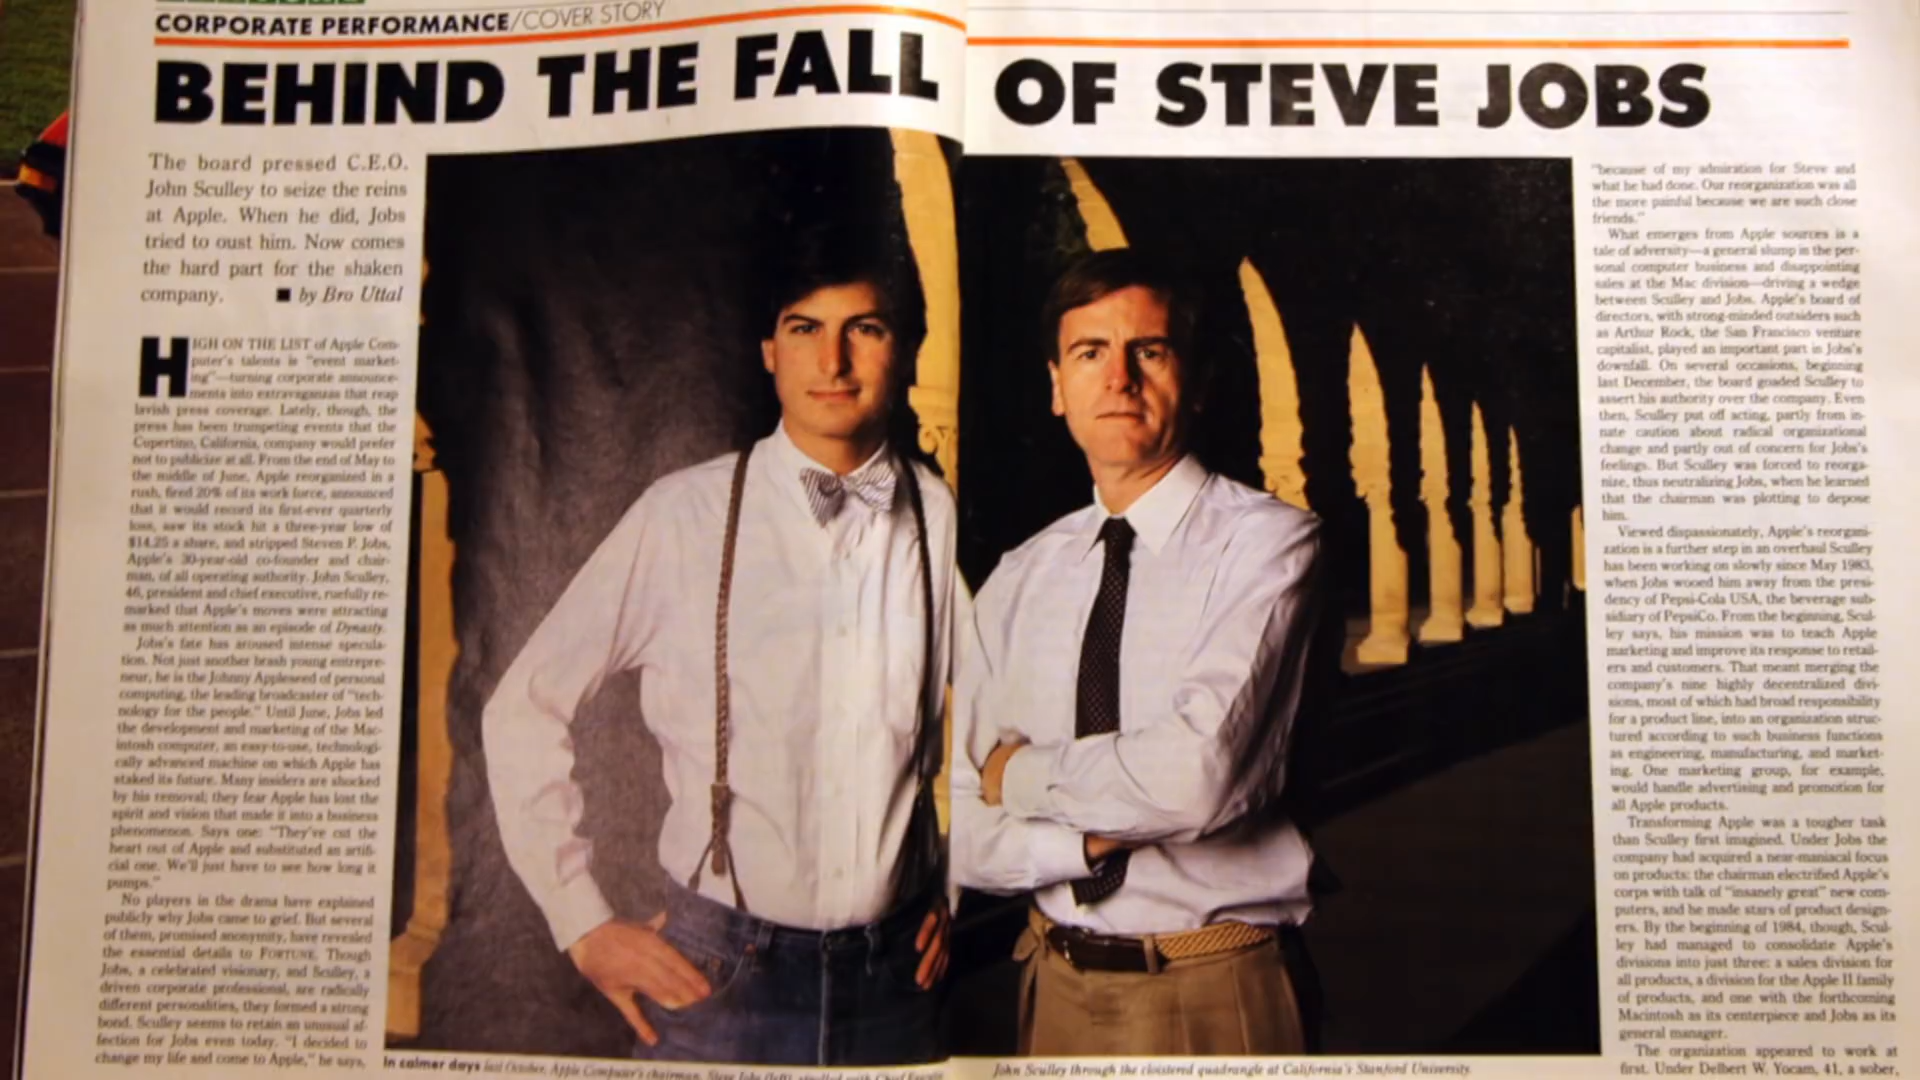 CORPORATE PERFORMANCE/COVER STORY
BEHIND THE FALL OF STEVE JOBS
The board pressed C.E.O.
John Sculley to seize the reins
at Apple. When he did, Jobs
tried to oust him. Now comes
the hard part for the shaken
company. ■ by Bro Uttal
HIGH ON THE LIST of Apple Com-
puter's talents is "event market-
ing"—turning corporate announce-
ments into extravaganzas that reap
lavish press coverage. Lately, though, the
press has been trumpeting events that the
Cupertino, California, company would prefer
not to publicize at all. From the end of May to
the middle of June, Apple reorganized in a
rush, fired 20% of its work force, announced
that it would record its first-ever quarterly
loss, saw its stock hit a three-year low of
$14.25 a share, and stripped Steven P. Jobs,
Apple's 30-year-old co-founder and chair-
man, of all operating authority. John Sculley,
46, president and chief executive, ruefully re-
marked that Apple's moves were attracting
as much attention as an episode of Dynasty.
Jobs's fate has aroused intense specula-
tion. Not just another brash young entrepre-
neur, he is the Johnny Appleseed of personal
computing, the leading broadcaster of "tech-
nology for the people." Until June, Jobs led
the development and marketing of the Mac-
intosh computer, an easy-to-use, technologi-
cally advanced machine on which Apple has
staked its future. Many insiders are shocked
by his removal; they fear Apple has lost the
spirit and vision that made it into a business
phenomenon. Says one: "They've cut the
heart out of Apple and substituted an artifi-
cial one. We'll just have to see how long it
pumps."
No players in the drama have explained
publicly why Jobs came to grief. But several
of them, promised anonymity, have revealed
the essential details to FORTUNE. Though
Jobs, a celebrated visionary, and Sculley, a
driven corporate professional, are radically
different personalities, they formed a strong
bond. Sculley seems to retain an unusual af-
fection for Jobs even today. "I decided to
change my life and come to Apple," he says,
In calmer days last October, Apple Computer's chairman, Steve Jobs (left), strolled with Chief
John Sculley through the cloistered quadrangle at California's Stanford University.
"because of my admiration for Steve and
what he had done. Our reorganization was all
the more painful because we are such close
friends."
What emerges from Apple sources is a
tale of adversity—a general slump in the per-
sonal computer business and disappointing
sales at the Mac division—driving a wedge
between Sculley and Jobs. Apple's board of
directors, with strong-minded outsiders such
as Arthur Rock, the San Francisco venture
capitalist, played an important part in Jobs's
downfall. On several occasions, beginning
last December, the board goaded Sculley to
assert his authority over the company. Even
then, Sculley put off acting, partly from in-
nate caution about radical organizational
change and partly out of concern for Jobs's
feelings. But Sculley was forced to reorga-
nize, thus neutralizing Jobs, when he learned
that the chairman was plotting to depose
him.
Viewed dispassionately, Apple's reorgani-
zation is a further step in an overhaul Sculley
has been working on slowly since May 1983,
when Jobs wooed him away from the presi-
dency of Pepsi-Cola USA, the beverage sub-
sidiary of PepsiCo. From the beginning, Scul-
ley says, his mission was to teach Apple
marketing and improve its response to retail-
ers and customers. That meant merging the
company's nine highly decentralized divi-
sions, most of which had broad responsibility
for a product line, into an organization struc-
tured according to such business functions
as engineering, manufacturing, and market-
ing. One marketing group, for example,
would handle advertising and promotion for
all Apple products.
Transforming Apple was a tougher task
than Sculley first imagined. Under Jobs the
company had acquired a near-maniacal focus
on products: the chairman electrified Apple's
corps with talk of "insanely great" new com-
puters, and he made stars of product design-
ers. By the beginning of 1984, though, Scul-
ley had managed to consolidate Apple's
divisions into just three: a sales division for
all products, a division for the Apple II family
of products, and one with the forthcoming
Macintosh as its centerpiece and Jobs as its
general manager.
The organization appeared to work at
first. Under Delbert W. Yocam, 41, a sober,